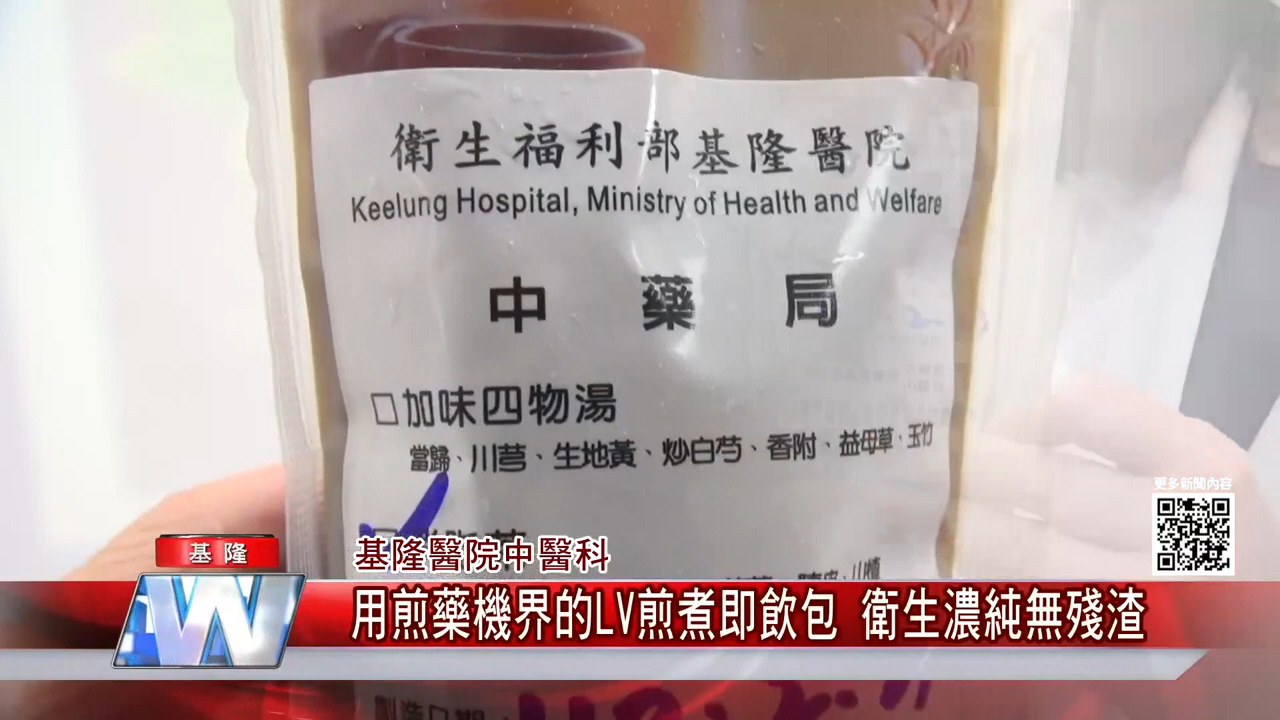 衛生福利部基隆醫院
Keelung Hospital, Ministry of Health and Welfare
中藥局
□加味四物湯
當歸、川芎、生地黃、炒白芍、香附、益母草、玉竹
更多新聞內容
基隆
W
基隆醫院中醫科
用煎藥機界的LV煎煮即飲包 衛生濃純無殘渣
製造日期: